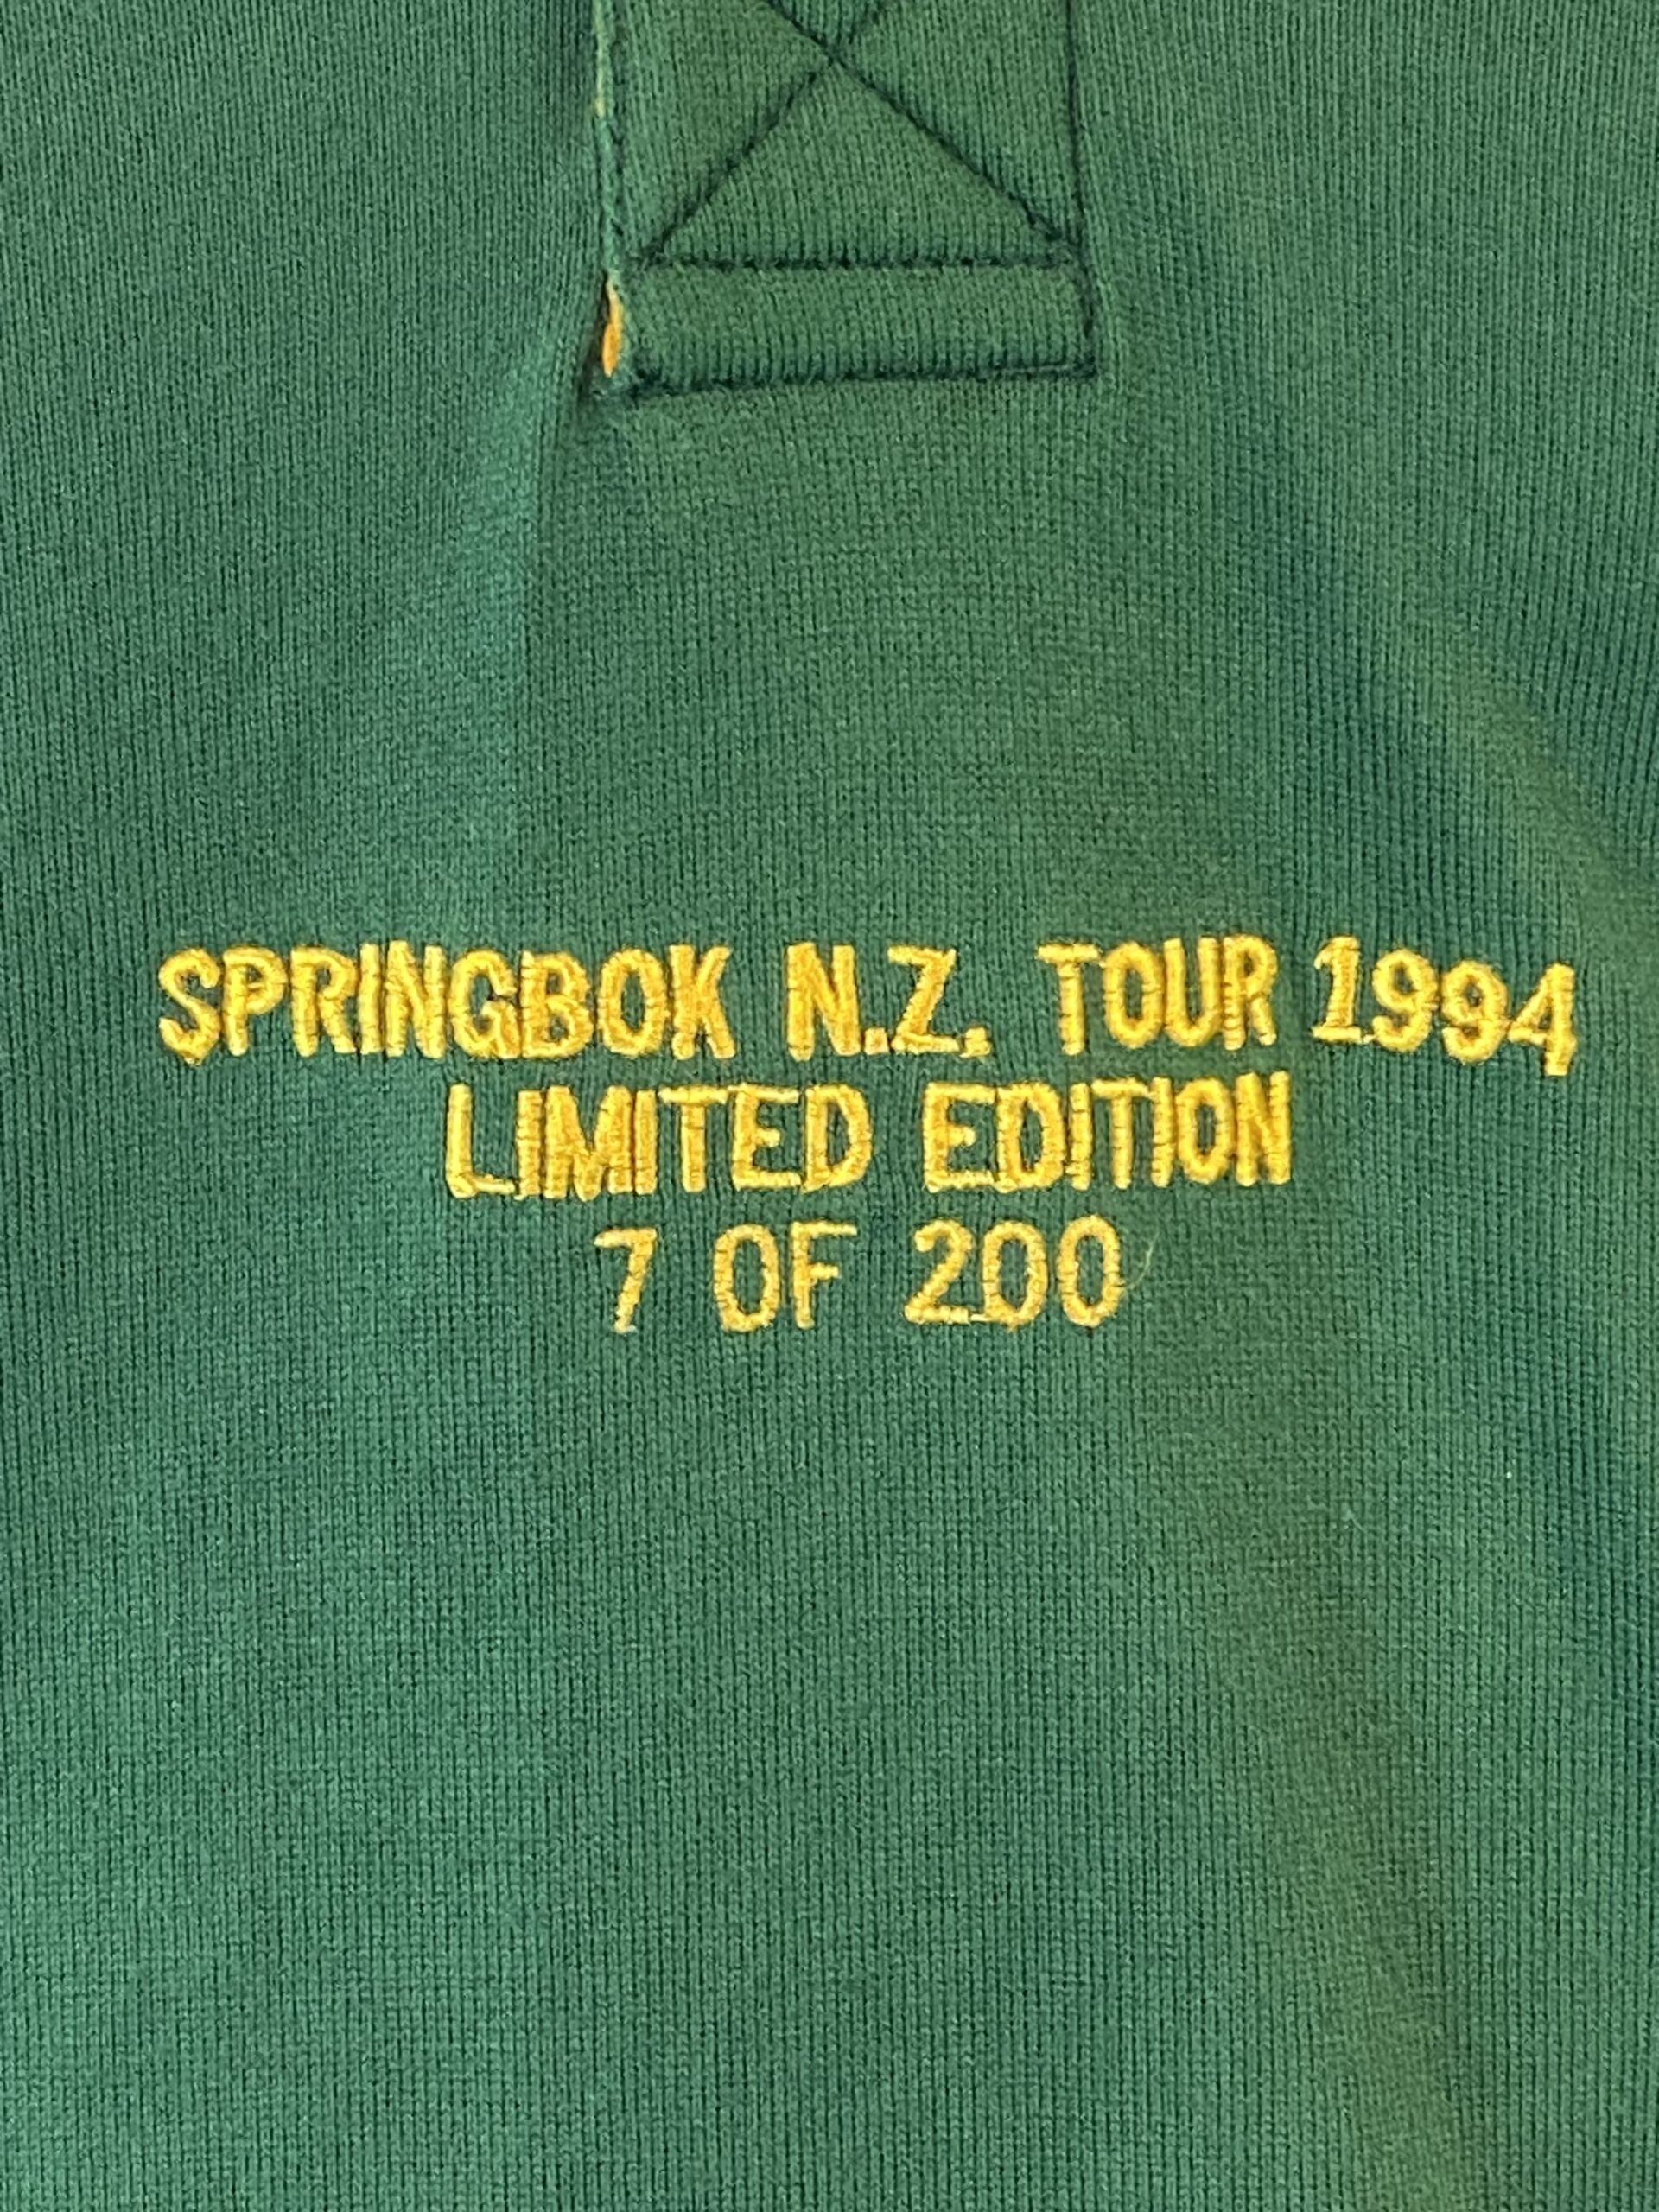 SPRINGBOK N.Z. TOUR 1994
LIMITED EDITION
7 OF 200